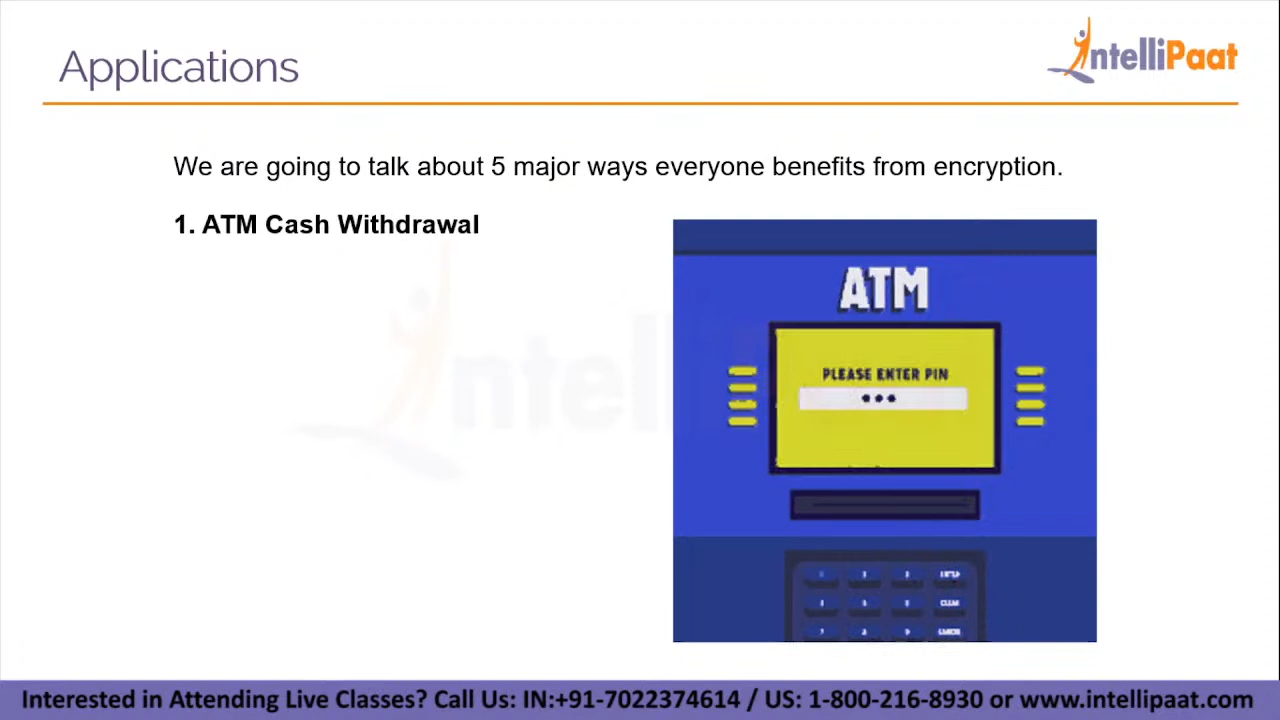 Applications
IntelliPaat
We are going to talk about 5 major ways everyone benefits from encryption.
1. ATM Cash Withdrawal
ATM
PLEASE ENTER PIN
Interested in Attending Live Classes? Call Us: IN:+91-7022374614 / US: 1-800-216-8930 or www.intellipaat.com